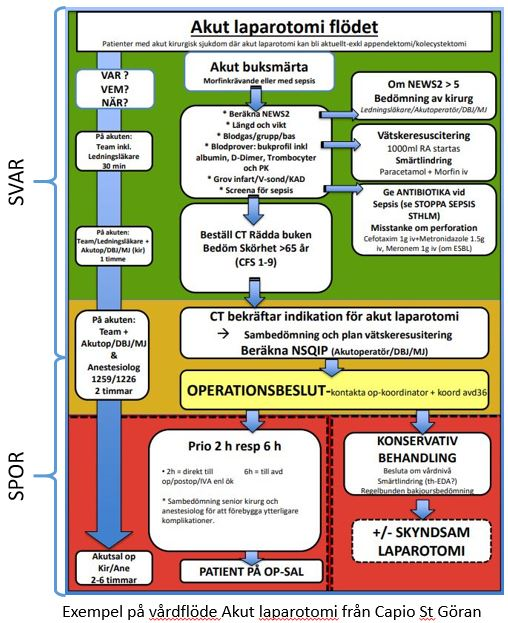 Akut laparotomi flödet
Patienter med akut kirurgisk sjukdom där akut laparotomi kan bli aktuellt-exkl appendektomi/kolecystektomi
SVAR
SPOR
VAR ?
VEM?
NÄR?
På akuten:
Team inkl.
Ledningsläkare
30 min
På akuten:
Team/Ledningsläkare +
Akutop/DBJ/MJ (kir)
1 timme
På akuten:
Team +
Akutop/DBJ/MJ
&
Anestesiolog
1259/1226
2 timmar
Akutsal op
Kir/Ane
2-6 timmar
Akut buksmärta
Morfinkrävande eller med sepsis
* Beräkna NEWS2
* Längd och vikt
* Blodgas/grupp/bas
* Blodprover: bukprofil inkl
albumin, D-Dimer, Trombocyter
och PK
* Grov infart/V-sond/KAD
* Screena för sepsis
Om NEWS2 > 5
Bedömning av kirurg
Ledningsläkare/Akutoperatör/DBJ/MJ
Vätskeresuscitering
1000ml RA startas
Smärtlindring
Paracetamol + Morfin iv
Ge ANTIBIOTIKA vid
Sepsis (se STOPPA SEPSIS
STHLM)
Misstanke om perforation
Cefotaxim 1g iv+Metronidazole 1.5g
iv, Meronem 1g iv (om ESBL)
Beställ CT Rädda buken
Bedöm Skörhet >65 år
(CFS 1-9)
CT bekräftar indikation för akut laparotomi
→ Sambedömning och plan vätskeresusitering
Beräkna NSQIP (Akutoperatör/DBJ/MJ)
OPERATIONSBESLUT-kontakta op-koordinator + koord avd36
Prio 2 h resp 6 h
• 2h = direkt till 6h = till avd
op/postop/IVA enl ök
* Sambedömning senior kirurg och
anestesiolog för att förebygga ytterligare
komplikationer.
PATIENT PÅ OP-SAL
KONSERVATIV
BEHANDLING
Besluta om vårdnivå
Smärtlindring (th-EDA?)
Regelbunden bakjoursbedömning
+/- SKYNDSAM
LAPAROTOMI
Exempel på vårdflöde Akut laparotomi från Capio St Göran